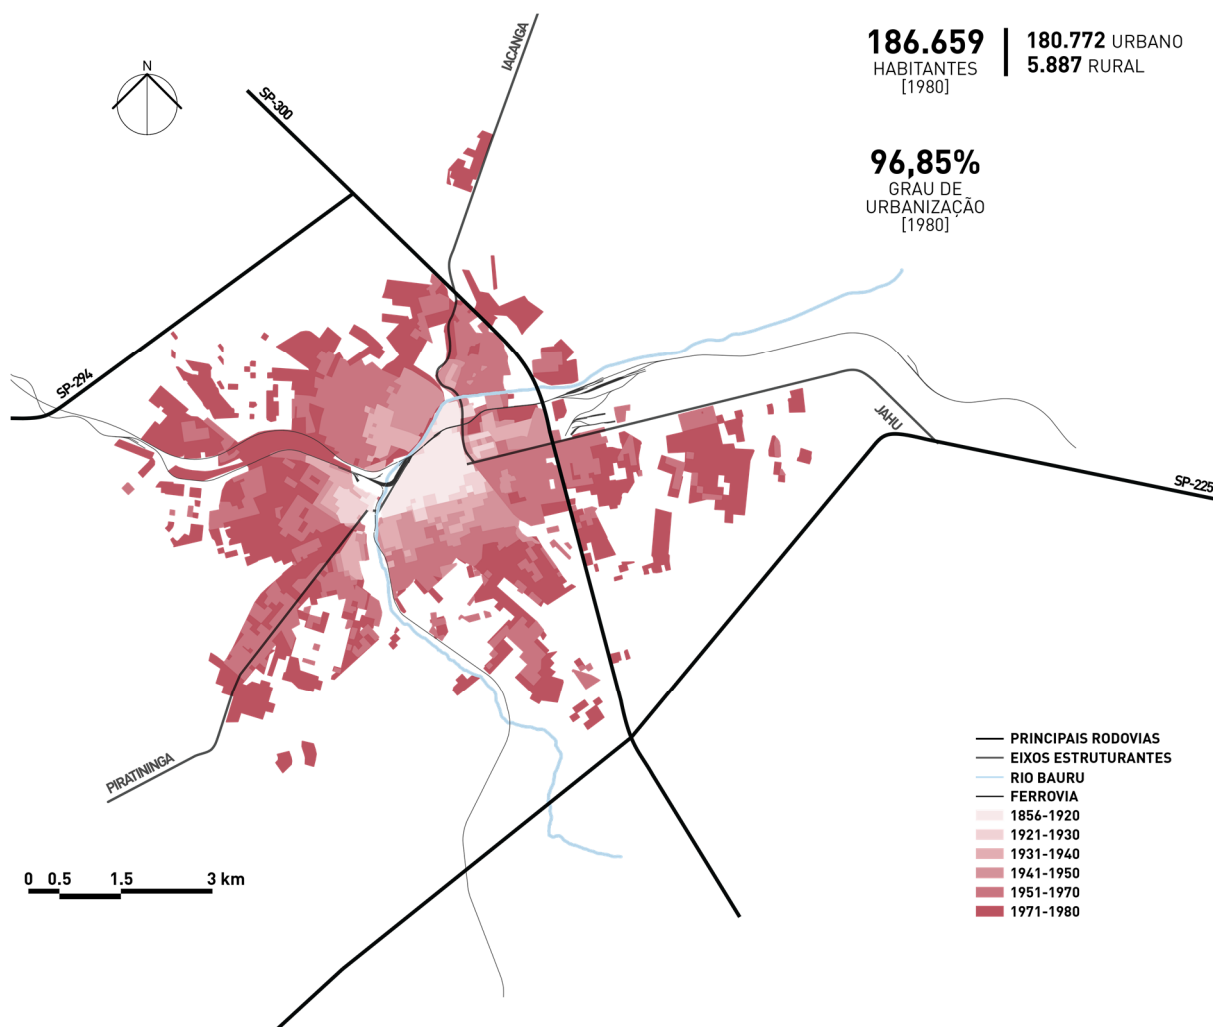 186.659
HABITANTES
[1980]
180.772 URBANO
5.887 RURAL
96,85%
GRAU DE
URBANIZAÇÃO
[1980]
N
IACANGA
SP-300
SP-294
JAHU
SP-225
PIRATININGA
PRINCIPAIS RODOVIAS
EIXOS ESTRUTURANTES
RIO BAURU
FERROVIA
1856-1920
1921-1930
1931-1940
1941-1950
1951-1970
1971-1980
0 0.5 1.5 3 km